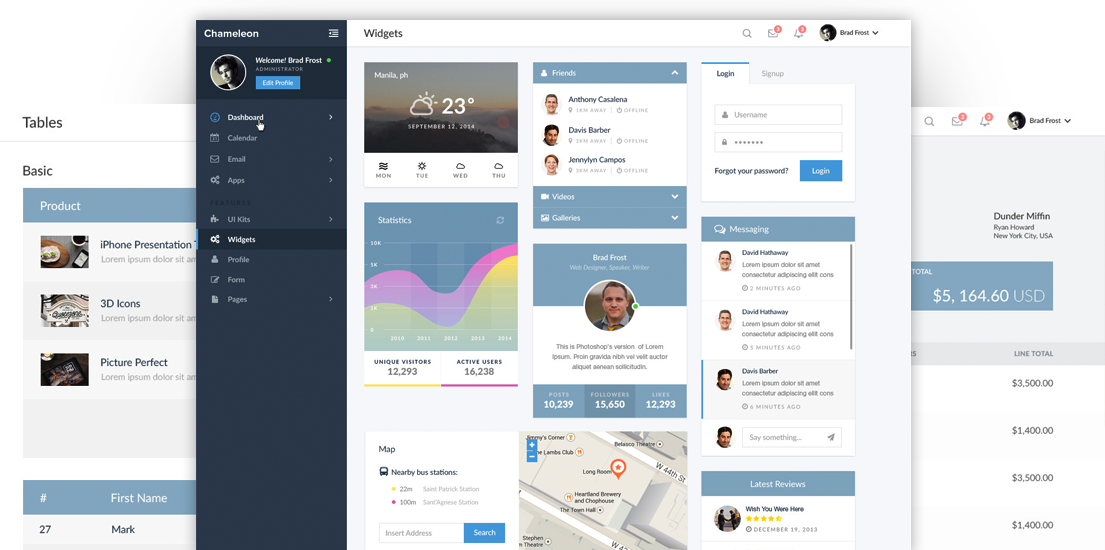 Tables
Basic
Product
iPhone Presentation
Lorem ipsum dolor sit an
3D Icons
Lorem ipsum dolor sit an
Picture Perfect
Lorem ipsum dolor sit an
# First Name
27 Mark
Chameleon
Welcome! Brad Frost
ADMINISTRATOR
Edit Profile
Dashboard
Calendar
Email
Apps
FEATURES
UI Kits
Widgets
Profile
Form
Pages
Widgets
3 3 Brad Frost
Manila, ph
23°
SEPTEMBER 12, 2014
MON TUE WED THU
Statistics
10K
5K
3K
1K
0
2010 2011 2012 2013 2014
UNIQUE VISITORS ACTIVE USERS
12,293 16,238
Friends
Anthony Casalena
1KM AWAY | OFFLINE
Davis Barber
3KM AWAY | OFFLINE
Jennylyn Campos
3KM AWAY | OFFLINE
Videos
Galleries
Brad Frost
Web Designer, Speaker, Writer
This is Photoshop's version of Lorem
Ipsum. Proin gravida nibh vel velit auctor
aliquet aenean sollicitudin.
POSTS FOLLOWERS LIKES
10,239 15,650 12,293
Login Signup
Username
Forgot your password? Login
Messaging
David Hathaway
Lorem ipsum dolor sit amet
consectetur adipiscing elit cons
2 MINUTES AGO
David Hathaway
Lorem ipsum dolor sit amet
consectetur adipiscing elit cons
5 MINUTES AGO
Davis Barber
Lorem ipsum dolor sit amet
consectetur adipiscing elit cons
6 MINUTES AGO
Say something...
Latest Reviews
Wish You Were Here
DECEMBER 19, 2013
Map
Nearby bus stations:
22m Saint Patrick Station
100m Sant'Agnese Station
Insert Address Search
Jimmy's Corner
Lambs Club
Belasco Theatre
Long Room
W 44th St
Heartland Brewery
and Chophouse
The Town Hall
Stephen
Theatre
W 4
3 3 Brad Frost
Dunder Miffin
Ryan Howard
New York City, USA
TOTAL
$5, 164.60 USD
LINE TOTAL
$3,500.00
$1,400.00
$3,500.00
$1,400.00